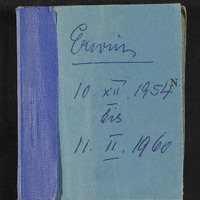 Erwin
10. XII. 1954
N
bis
11. II. 1960